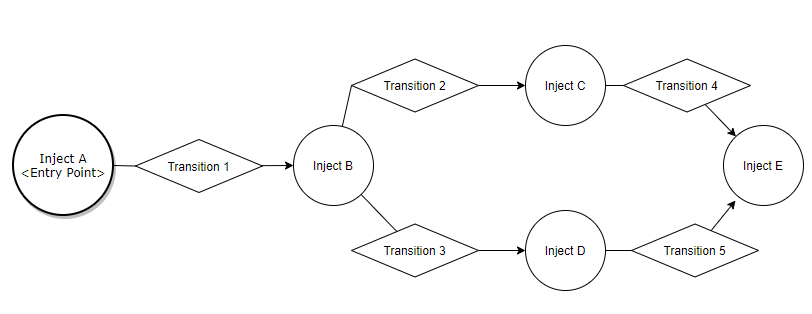 Inject A
<Entry Point>
Transition 1
Inject B
Transition 2
Inject C
Transition 4
Transition 3
Inject D
Transition 5
Inject E